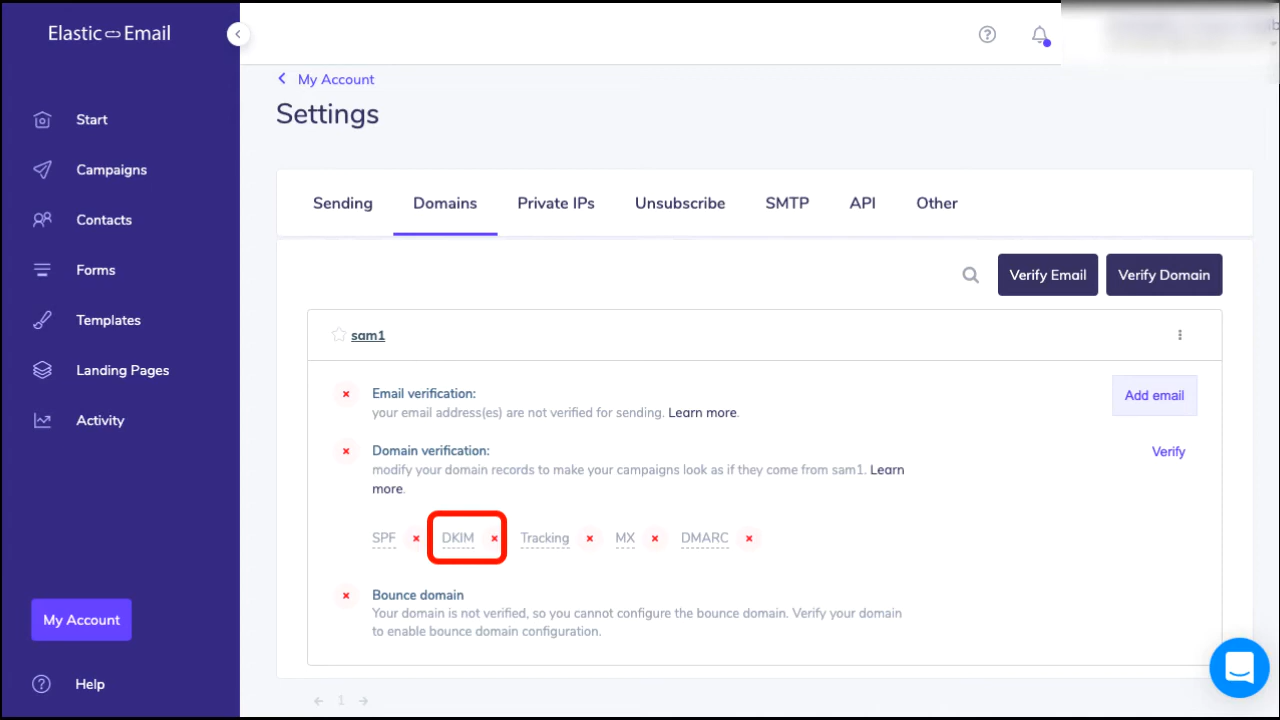 Elastic Email
Start
Campaigns
Contacts
Forms
Templates
Landing Pages
Activity
My Account
Help
My Account
Settings
Sending Domains Private IPs Unsubscribe SMTP API Other
Verify Email Verify Domain
sam1
Email verification:
your email address(es) are not verified for sending. Learn more.
Add email
Domain verification:
Verify
modify your domain records to make your campaigns look as if they come from sam1. Learn
more.
SPF DKIM Tracking MX DMARC
Bounce domain
Your domain is not verified, so you cannot configure the bounce domain. Verify your domain
to enable bounce domain configuration.
1